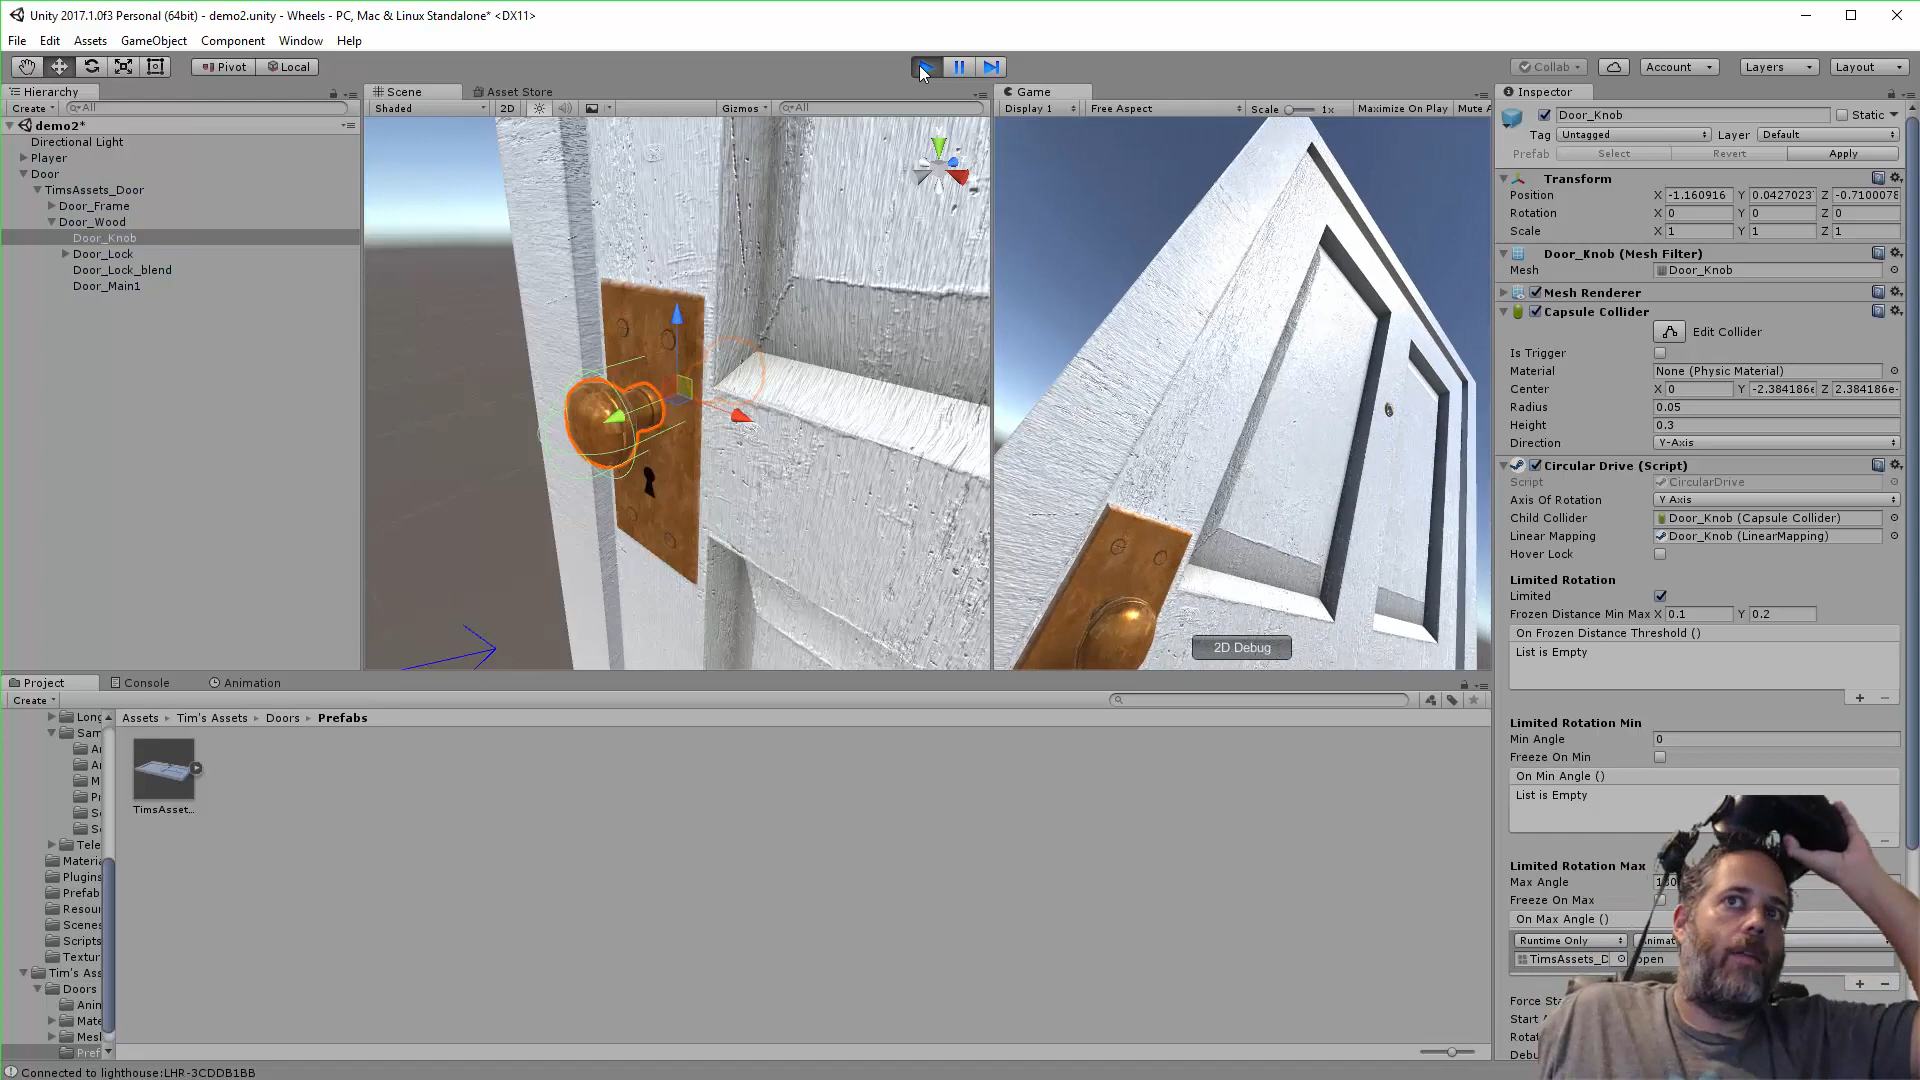 Unity 2017.1.0f3 Personal (64bit) - demo2.unity - Wheels - PC, Mac & Linux Standalone* <DX11>
File Edit Assets GameObject Component Window Help
Pivot Local
Collab Account Layers Layout
Hierarchy
Create All
demo2*
Directional Light
Player
Door
TimsAssets_Door
Door_Frame
Door_Wood
Door_Knob
Door_Lock
Door_Lock_blend
Door_Main1
Scene Asset Store
Shaded 2D Gizmos All
Game
Display 1 Free Aspect Scale 1x Maximize On Play Mute A
2D Debug
Inspector
Door_Knob Static
Tag Untagged Layer Default
Prefab Select Revert Apply
Transform
Position X -1.160916 Y 0.0427023 Z -0.7100078
Rotation X 0 Y 0 Z 0
Scale X 1 Y 1 Z 1
Door_Knob (Mesh Filter)
Mesh Door_Knob
Mesh Renderer
Capsule Collider
Edit Collider
Is Trigger
Material None (Physic Material)
Center X 0 Y -2.384186e Z 2.384186e-
Radius 0.05
Height 0.3
Direction Y-Axis
Circular Drive (Script)
Script CircularDrive
Axis Of Rotation Y Axis
Child Collider Door_Knob (Capsule Collider)
Linear Mapping Door_Knob (LinearMapping)
Hover Lock
Limited Rotation
Limited
Frozen Distance Min Max X 0.1 Y 0.2
On Frozen Distance Threshold ()
List is Empty
Limited Rotation Min
Min Angle 0
Freeze On Min
On Min Angle ()
List is Empty
Limited Rotation Max
Max Angle
Freeze On Max
On Max Angle ()
Runtime Only Animat
TimsAssets_D open
Force Sta
Start A
Rotat
Debu
Project Console Animation
Create
Assets Tim's Assets Doors Prefabs
Long
Sam
Ar
Ar
M
Pr
Sc
Sc
Tele
Materia
Plugins
Prefab
Resour
Scenes
Scripts
Textur
Tim's Ass
Doors
Anin
Mate
Mesl
Pref
TimsAsset...
Connected to lighthouse:LHR-3CDDB1BB